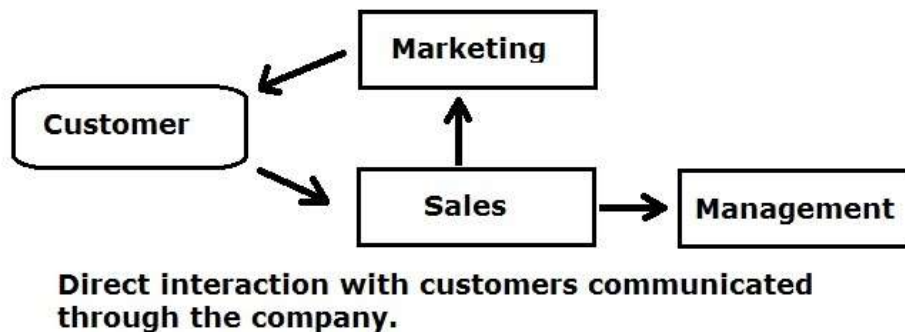 Marketing
Customer
Sales
Management
Direct interaction with customers communicated
through the company.